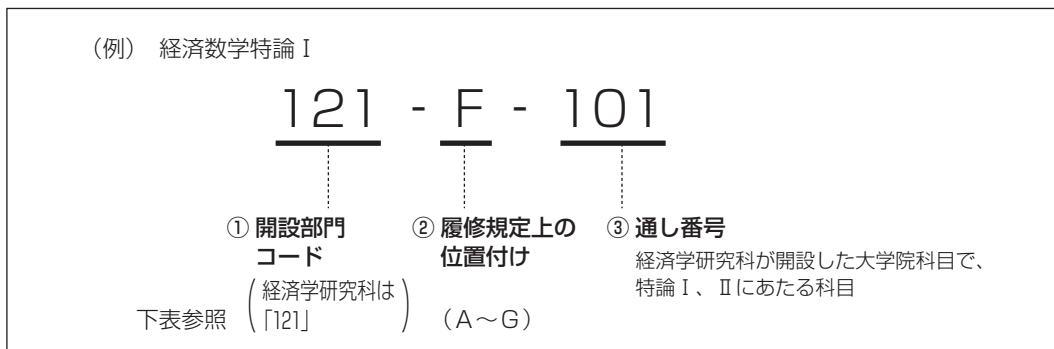 （例） 経済数学特論Ⅰ
121 - F - 101
① 開設部門
コード
（経済学研究科は
「121」）
下表参照
② 履修規定上の
位置付け
（A～G）
③ 通し番号
経済学研究科が開設した大学院科目で、
特論Ⅰ、Ⅱにあたる科目